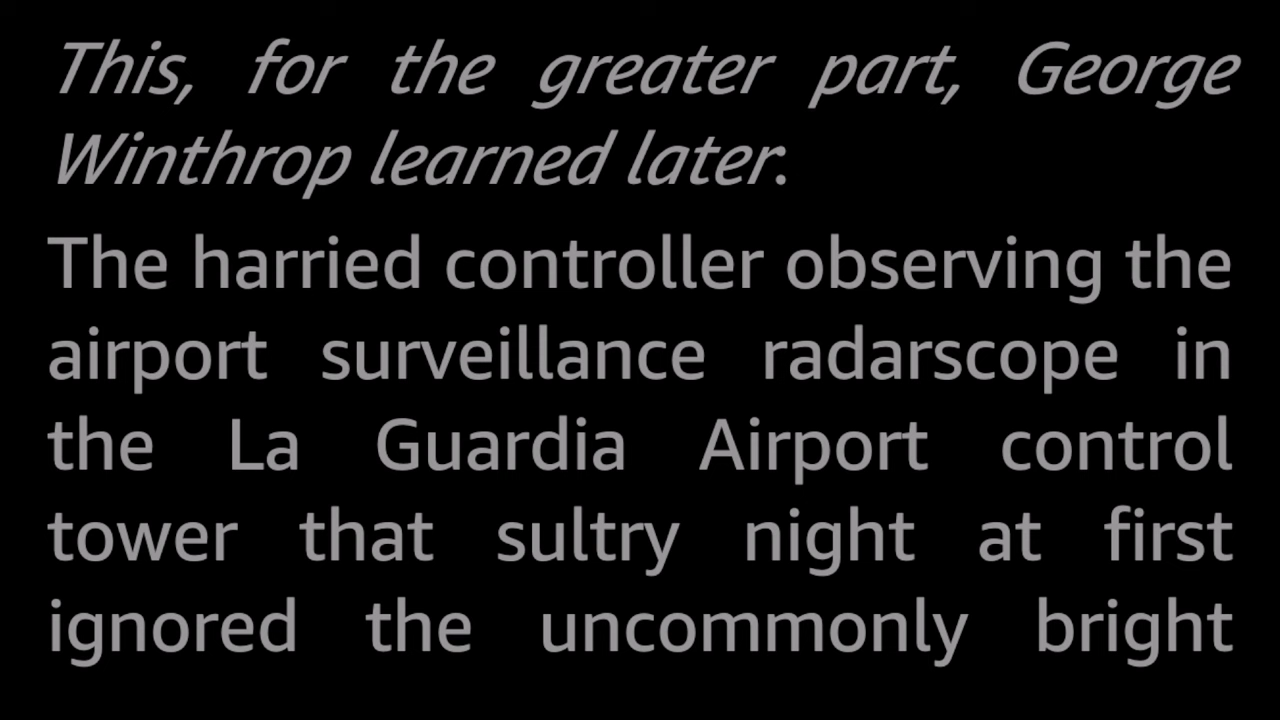 This, for the greater part, George
Winthrop learned later.
The harried controller observing the
airport surveillance radarscope in
the La Guardia Airport control
tower that sultry night at first
ignored the uncommonly bright